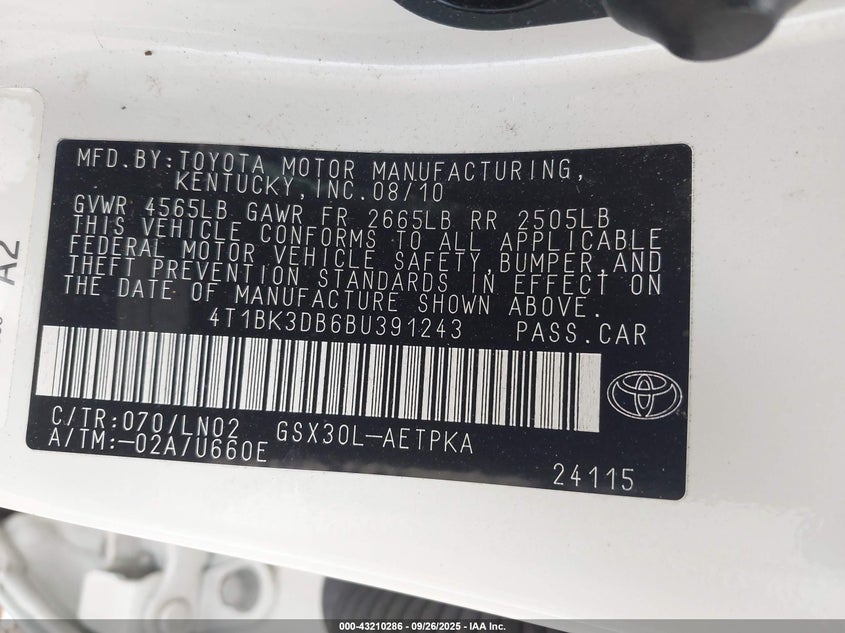 MFD.BY:TOYOTA MOTOR MANUFACTURING,
KENTUCKY,INC.08/10
GVWR 4565LB GAWR FR 2665LB RR 2505LB
THIS VEHICLE CONFORMS TO ALL APPLICABLE
FEDERAL MOTOR VEHICLE SAFETY,BUMPER,AND
THEFT PREVENTION STANDARDS IN EFFECT ON
THE DATE OF MANUFACTURE SHOWN ABOVE.
4T1BK3DB6BU391243 PASS.CAR
C/TR:070/LN02 GSX30L-AETPKA
A/TM:-02A/U660E
24115
A2
000-43210286 - 09/26/2025 - IAA Inc.